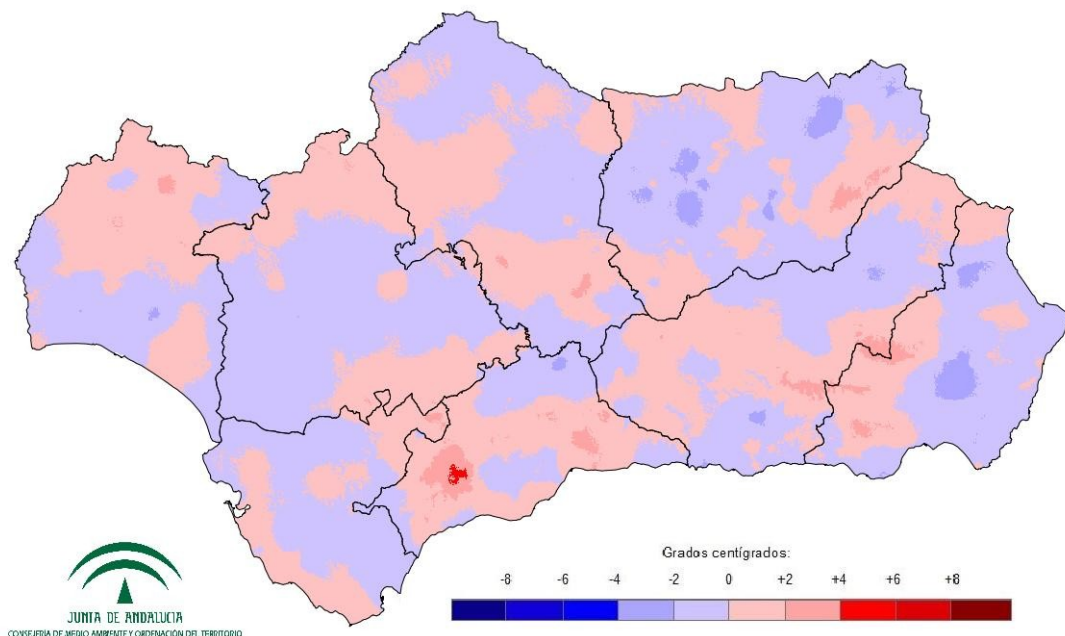 Grados centígrados:
-8 -6 -4 -2 0 +2 +4 +6 +8
JUNTA DE ANDALUCIA
CONSEJERIA DE MEDIO AMBIENTE Y ORDENACIÓN DEL TERRITORIO